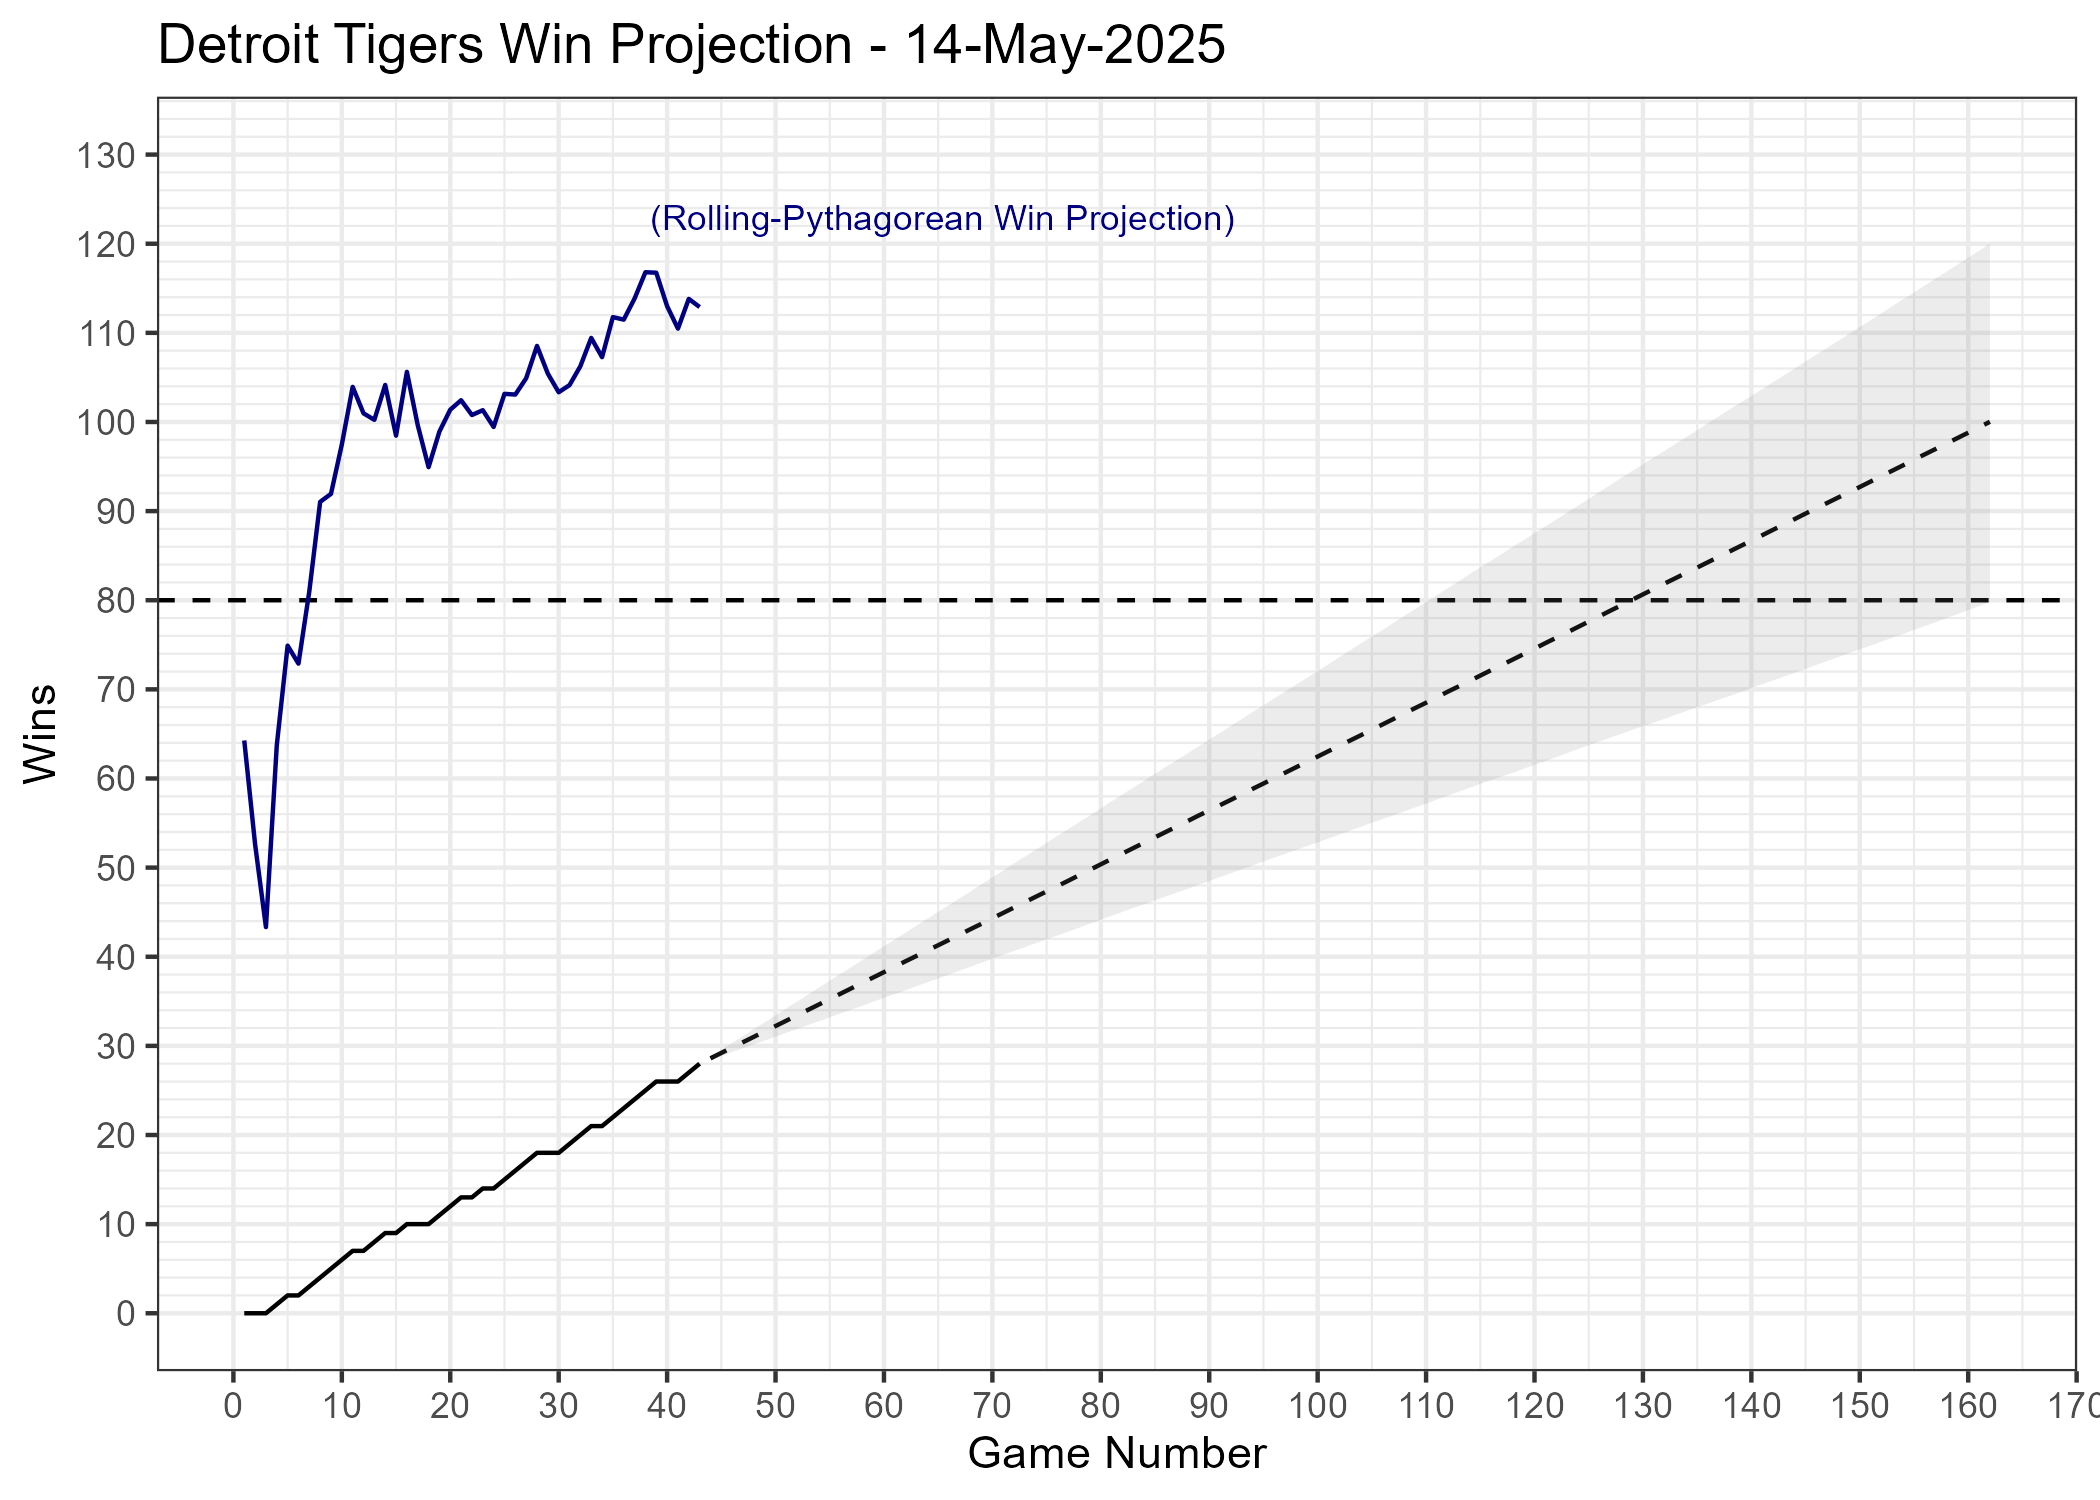 Detroit Tigers Win Projection - 14-May-2025
(Rolling-Pythagorean Win Projection)
Wins
130
120
110
100
90
80
70
60
50
40
30
20
10
0
0 10 20 30 40 50 60 70 80 90 100 110 120 130 140 150 160 170
Game Number